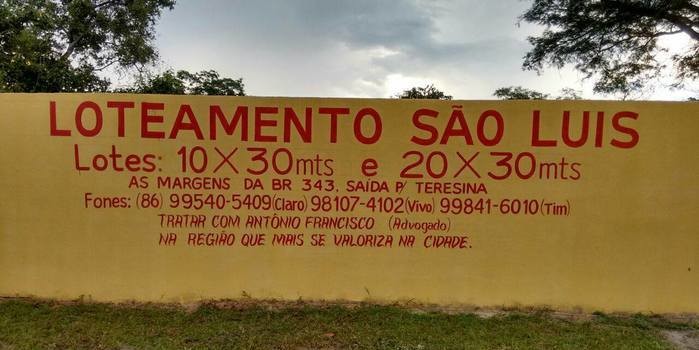 LOTEAMENTO SÃO LUIS
Lotes: 10X30mts e 20X30mts
AS MARGENS DA BR 343. SAÍDA P/ TERESINA
Fones: (86) 99540-5409(Claro) 98107-4102(Vivo) 99841-6010(Tim)
TRATAR COM ANTÔNIO FRANCISCO (Advogado)
NA REGIÃO QUE MAIS SE VALORIZA NA CIDADE.